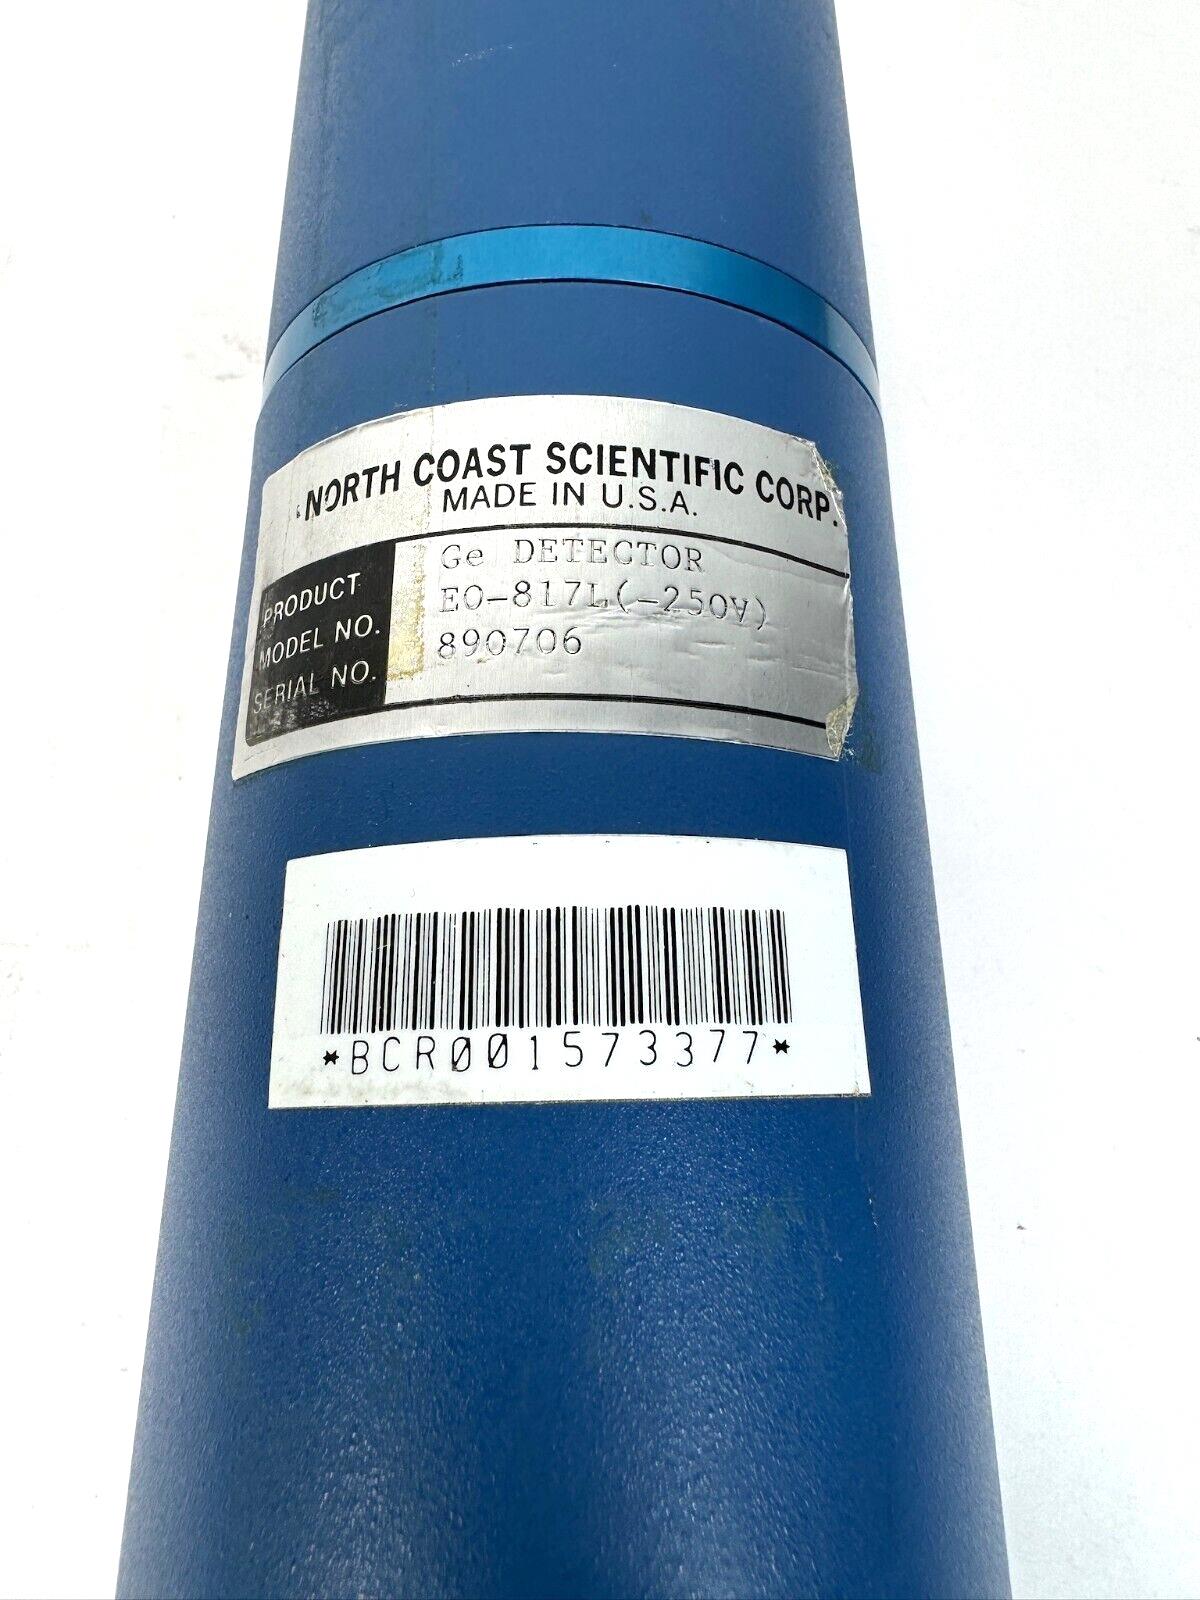 NORTH COAST SCIENTIFIC CORP.
MADE IN U.S.A.
PRODUCT Ge DETECTOR
MODEL NO. EO-817L(-250V)
SERIAL NO. 890706
*BCR001573377*